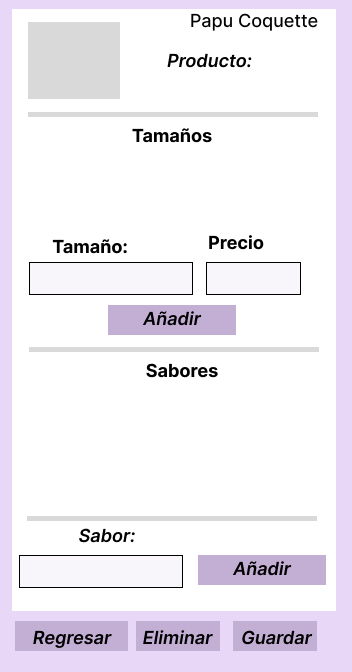 Papu Coquette
Producto:
Tamaños
Tamaño: Precio
Añadir
Sabores
Sabor:
Añadir
Regresar Eliminar Guardar